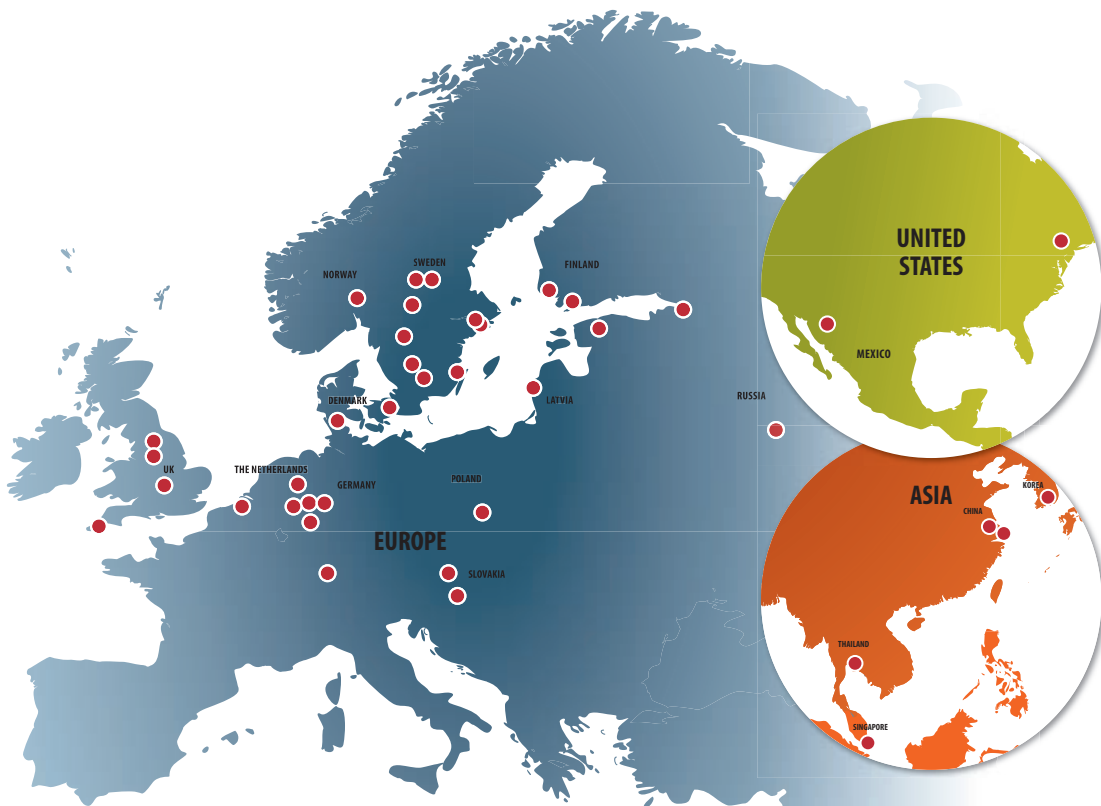 NORWAY
SWEDEN
FINLAND
DENMARK
LATVIA
RUSSIA
UK
THE NETHERLANDS
GERMANY
POLAND
EUROPE
SLOVAKIA
UNITED
STATES
MEXICO
ASIA
KOREA
CHINA
THAILAND
SINGAPORE